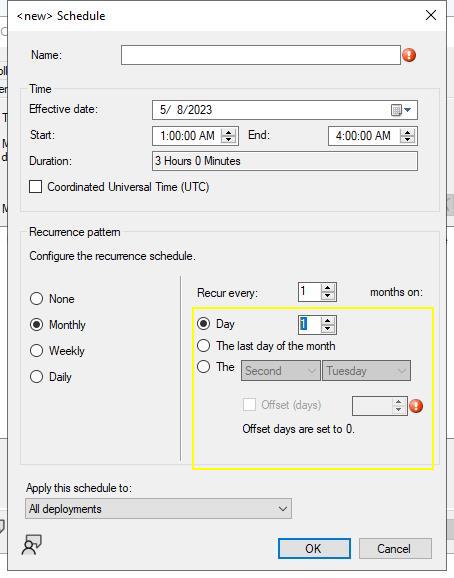 <new> Schedule
Name:
Time
Effective date: 5/ 8/2023
Start: 1:00:00 AM End: 4:00:00 AM
Duration: 3 Hours 0 Minutes
Coordinated Universal Time (UTC)
Recurrence pattern
Configure the recurrence schedule.
Recur every: 1 months on:
None
Monthly
Weekly
Daily
Day 1
The last day of the month
The Second Tuesday
Offset (days)
Offset days are set to 0.
Apply this schedule to:
All deployments
OK Cancel